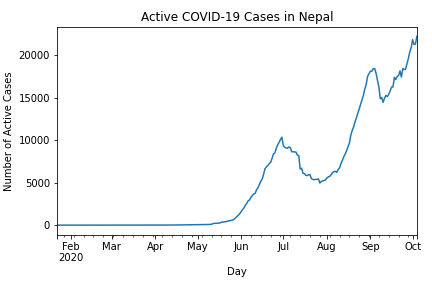 Active COVID-19 Cases in Nepal
Number of Active Cases
20000
15000
10000
5000
0
Feb Mar Apr May Jun Jul Aug Sep Oct
2020
Day